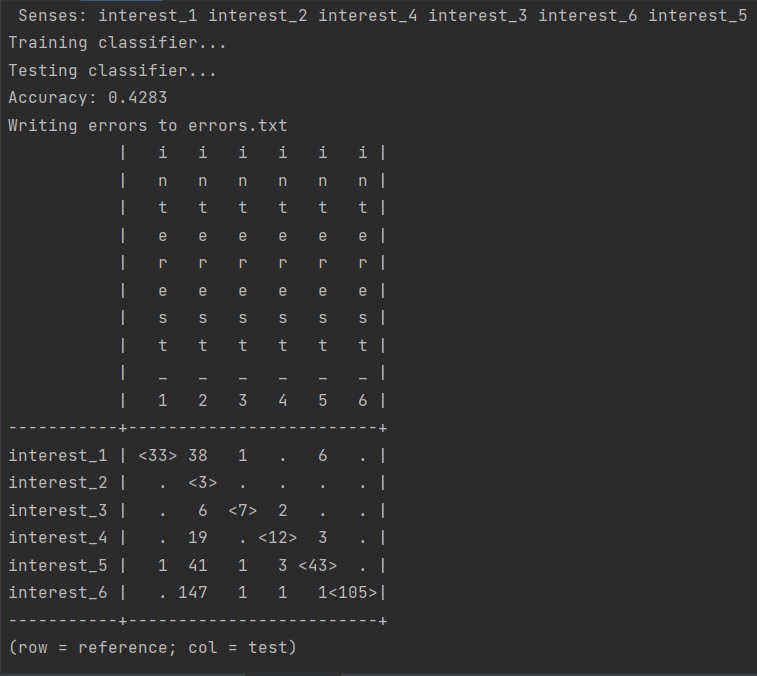 Senses: interest_1 interest_2 interest_4 interest_3 interest_6 interest_5
Training classifier...
Testing classifier...
Accuracy: 0.4283
Writing errors to errors.txt
           |   i   i   i   i   i   i |
           |   n   n   n   n   n   n |
           |   t   t   t   t   t   t |
           |   e   e   e   e   e   e |
           |   r   r   r   r   r   r |
           |   e   e   e   e   e   e |
           |   s   s   s   s   s   s |
           |   t   t   t   t   t   t |
           |   _   _   _   _   _   _ |
           |   1   2   3   4   5   6 |
-----------+-------------------------+
interest_1 | <33> 38   1   .   6   . |
interest_2 |   .  <3>  .   .   .   . |
interest_3 |   .   6  <7>  2   .   . |
interest_4 |   .  19   . <12>  3   . |
interest_5 |   1  41   1   3 <43>  . |
interest_6 |   . 147   1   1   1<105>|
-----------+-------------------------+
(row = reference; col = test)